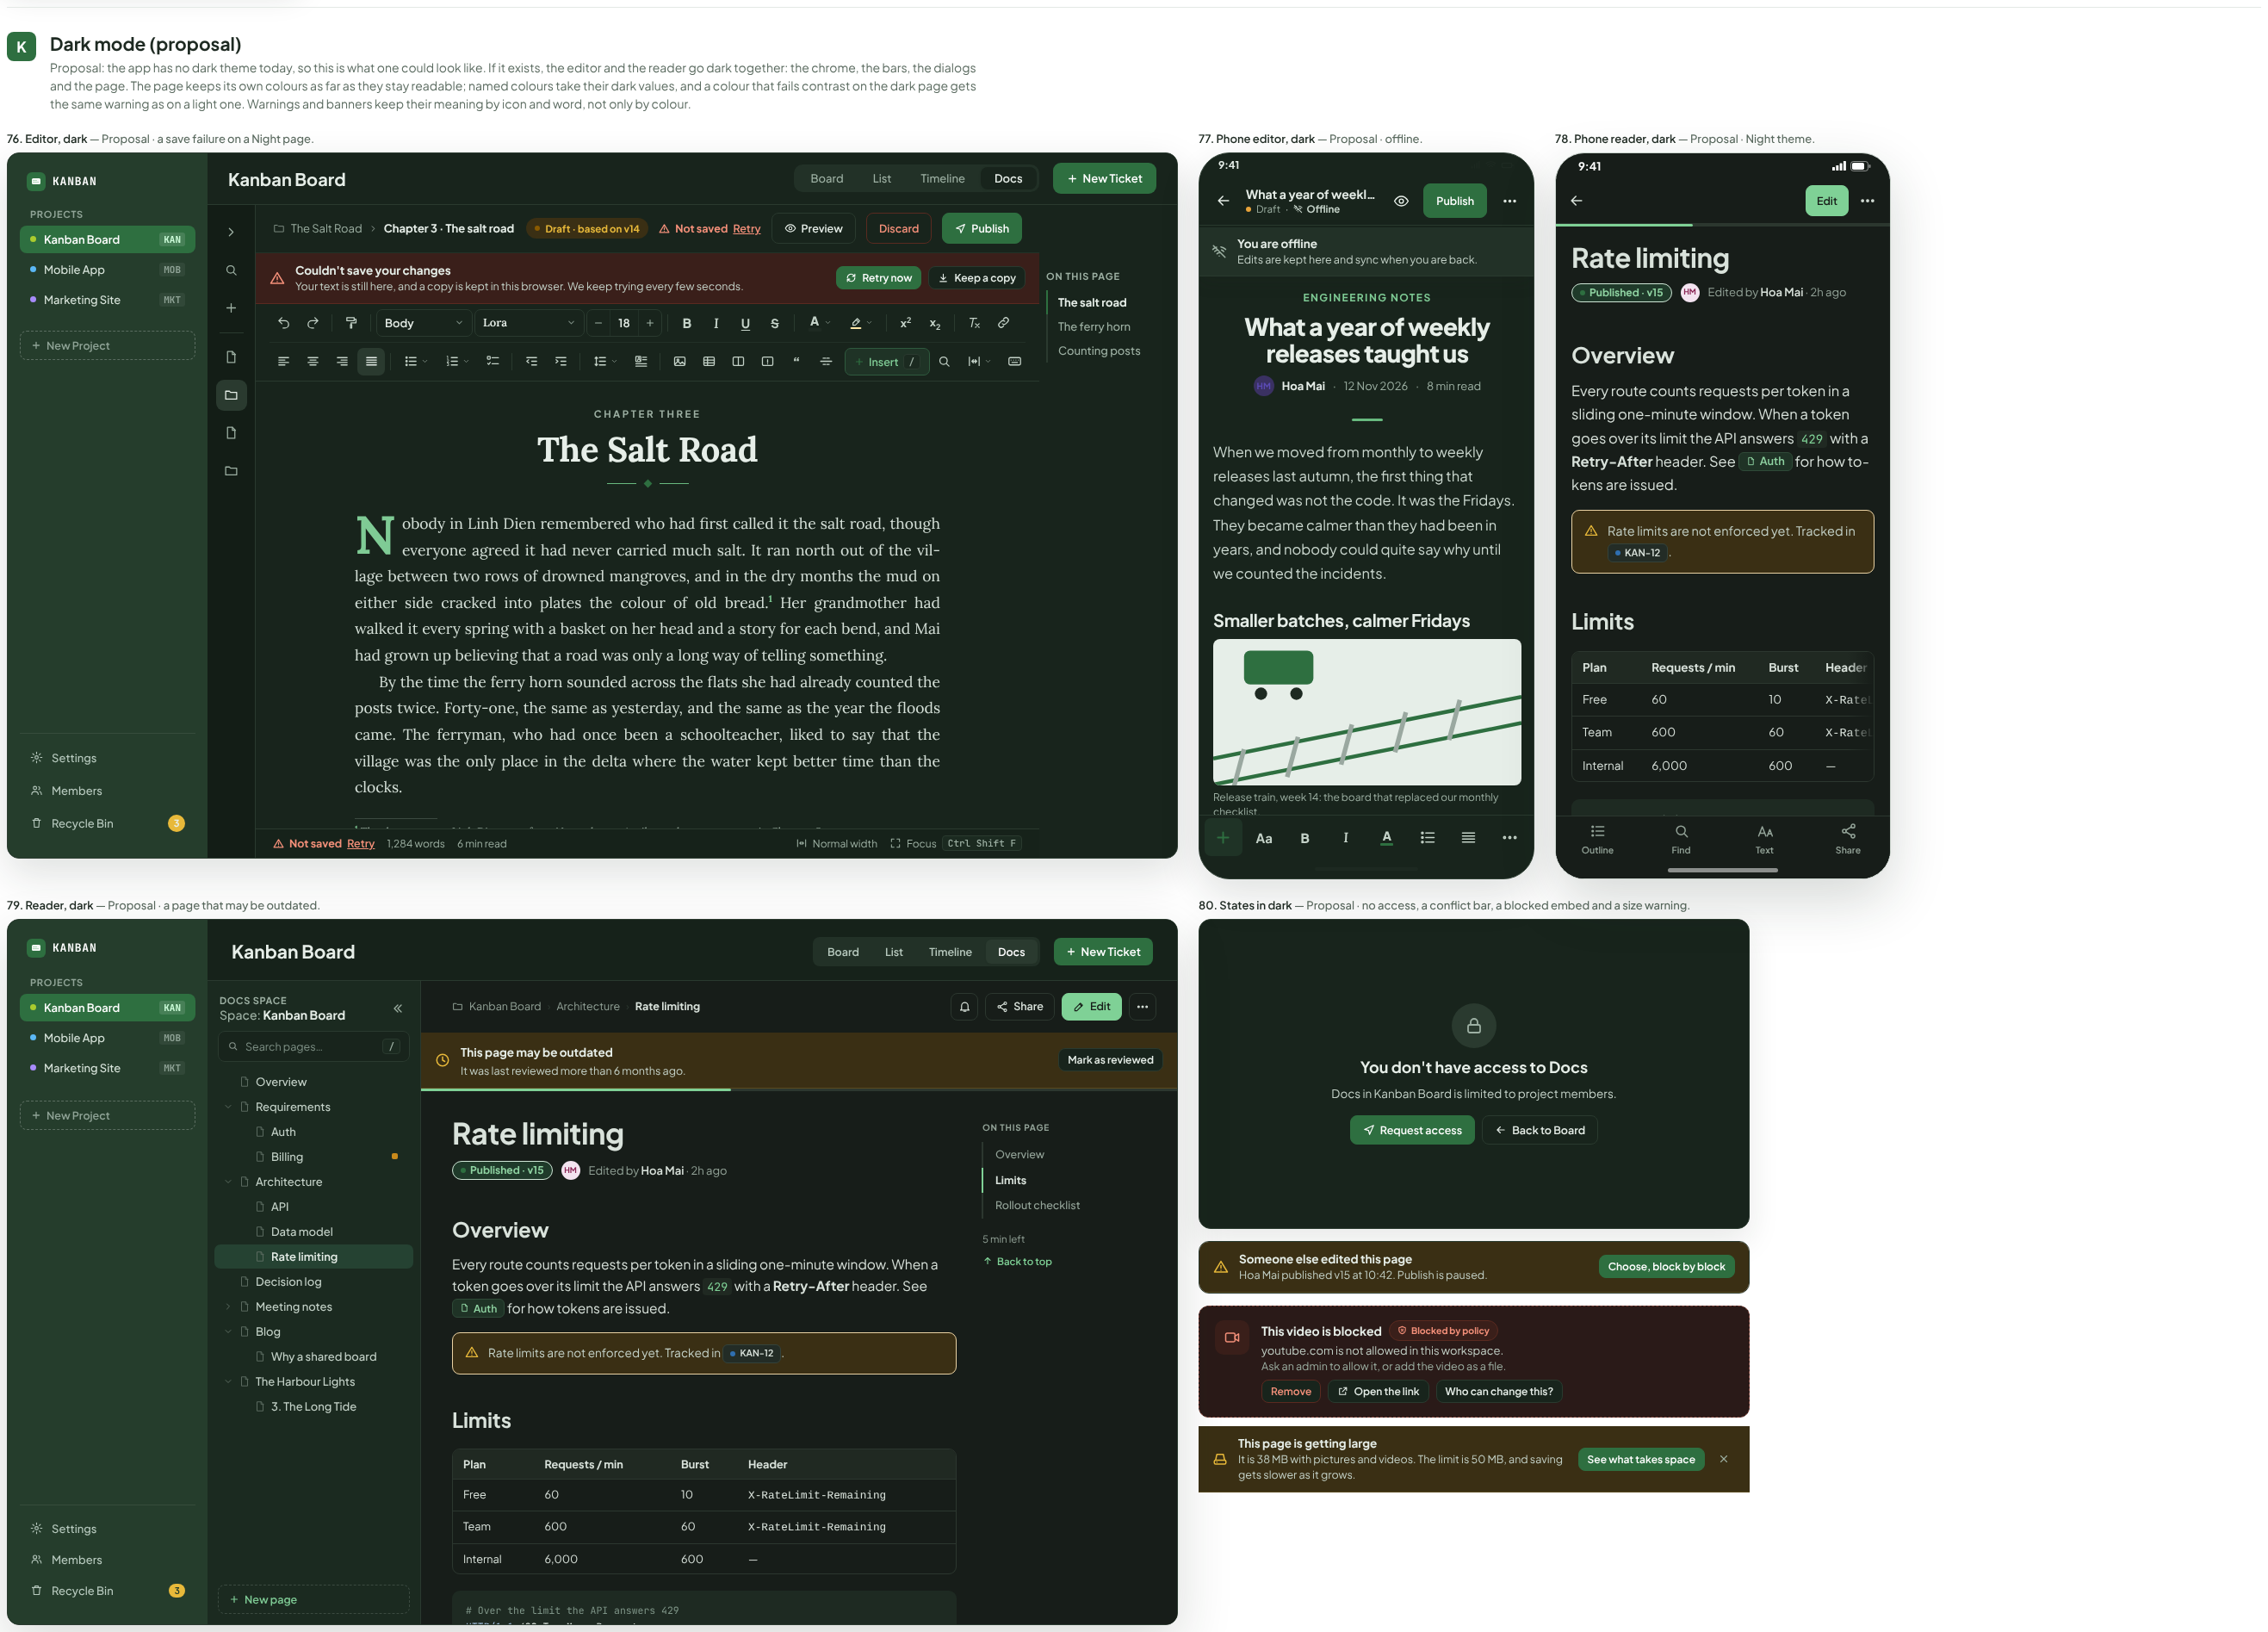 K
Dark mode (proposal)
Proposal: the app has no dark theme today, so this is what one could look like. If it exists, the editor and the reader go dark together: the chrome, the bars, the dialogs
and the page. The page keeps its own colours as far as they stay readable; named colours take their dark values, and a colour that fails contrast on the dark page gets
the same warning as on a light one. Warnings and banners keep their meaning by icon and word, not only by colour.
76. Editor, dark — Proposal · a save failure on a Night page.
KANBAN
PROJECTS
Kanban Board KAN
Mobile App MOB
Marketing Site MKT
+ New Project
Settings
Members
Recycle Bin 3
Kanban Board
Board List Timeline Docs
+ New Ticket
The Salt Road › Chapter 3 · The salt road
Draft · based on v14
Not saved Retry
Preview
Discard
Publish
Couldn't save your changes
Your text is still here, and a copy is kept in this browser. We keep trying every few seconds.
Retry now
Keep a copy
Body
Lora
− 18 +
B I U S A x² x₂ Tx
+ Insert /
CHAPTER THREE
The Salt Road
Nobody in Linh Dien remembered who had first called it the salt road, though
everyone agreed it had never carried much salt. It ran north out of the vil-
lage between two rows of drowned mangroves, and in the dry months the mud on
either side cracked into plates the colour of old bread.¹ Her grandmother had
walked it every spring with a basket on her head and a story for each bend, and Mai
had grown up believing that a road was only a long way of telling something.
By the time the ferry horn sounded across the flats she had already counted the
posts twice. Forty-one, the same as yesterday, and the same as the year the floods
came. The ferryman, who had once been a schoolteacher, liked to say that the
village was the only place in the delta where the water kept better time than the
clocks.
Not saved Retry 1,284 words 6 min read
Normal width Focus Ctrl Shift F
ON THIS PAGE
The salt road
The ferry horn
Counting posts
77. Phone editor, dark — Proposal · offline.
9:41
What a year of weekl...
Draft · Offline
Publish
You are offline
Edits are kept here and sync when you are back.
ENGINEERING NOTES
What a year of weekly
releases taught us
HM Hoa Mai · 12 Nov 2026 · 8 min read
When we moved from monthly to weekly
releases last autumn, the first thing that
changed was not the code. It was the Fridays.
They became calmer than they had been in
years, and nobody could quite say why until
we counted the incidents.
Smaller batches, calmer Fridays
Release train, week 14: the board that replaced our monthly
checklist.
+ Aa B I A
78. Phone reader, dark — Proposal · Night theme.
9:41
Edit
Rate limiting
Published · v15 HM Edited by Hoa Mai · 2h ago
Overview
Every route counts requests per token in a
sliding one-minute window. When a token
goes over its limit the API answers 429 with a
Retry-After header. See Auth for how to-
kens are issued.
Rate limits are not enforced yet. Tracked in
KAN-12.
Limits
Plan Requests / min Burst Header
Free 60 10 X-Rate
Team 600 60 X-Rate
Internal 6,000 600 —
Outline Find Text Share
79. Reader, dark — Proposal · a page that may be outdated.
KANBAN
PROJECTS
Kanban Board KAN
Mobile App MOB
Marketing Site MKT
+ New Project
Settings
Members
Recycle Bin 3
Kanban Board
Board List Timeline Docs
+ New Ticket
DOCS SPACE
Space: Kanban Board
Search pages... /
Overview
Requirements
Auth
Billing
Architecture
API
Data model
Rate limiting
Decision log
Meeting notes
Blog
Why a shared board
The Harbour Lights
3. The Long Tide
+ New page
Kanban Board Architecture Rate limiting
Share
Edit
This page may be outdated
It was last reviewed more than 6 months ago.
Mark as reviewed
Rate limiting
Published · v15 HM Edited by Hoa Mai · 2h ago
Overview
Every route counts requests per token in a sliding one-minute window. When a
token goes over its limit the API answers 429 with a Retry-After header. See
Auth for how tokens are issued.
Rate limits are not enforced yet. Tracked in KAN-12.
Limits
Plan Requests / min Burst Header
Free 60 10 X-RateLimit-Remaining
Team 600 60 X-RateLimit-Remaining
Internal 6,000 600 —
# Over the limit the API answers 429
ON THIS PAGE
Overview
Limits
Rollout checklist
5 min left
Back to top
80. States in dark — Proposal · no access, a conflict bar, a blocked embed and a size warning.
You don't have access to Docs
Docs in Kanban Board is limited to project members.
Request access
Back to Board
Someone else edited this page
Hoa Mai published v15 at 10:42. Publish is paused.
Choose, block by block
This video is blocked
Blocked by policy
youtube.com is not allowed in this workspace.
Ask an admin to allow it, or add the video as a file.
Remove
Open the link
Who can change this?
This page is getting large
It is 38 MB with pictures and videos. The limit is 50 MB, and saving
gets slower as it grows.
See what takes space